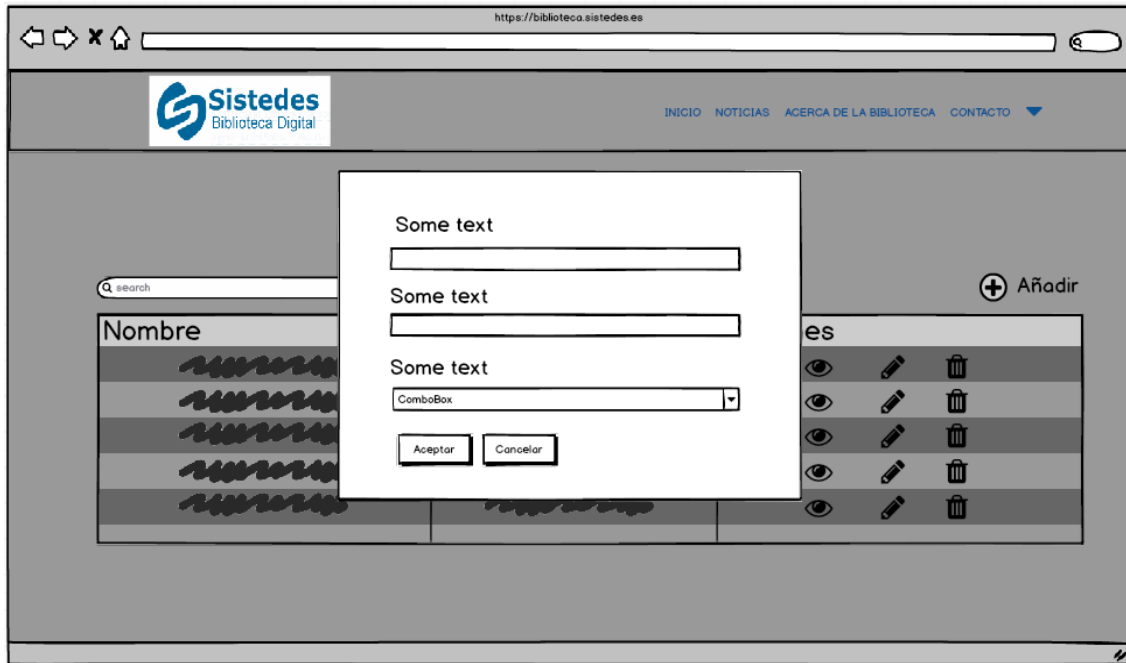 https://biblioteca.sistedes.es
Sistedes
Biblioteca Digital
INICIO NOTICIAS ACERCA DE LA BIBLIOTECA CONTACTO
Some text
search
Añadir
Some text
Nombre
es
Some text
ComboBox
Aceptar Cancelar